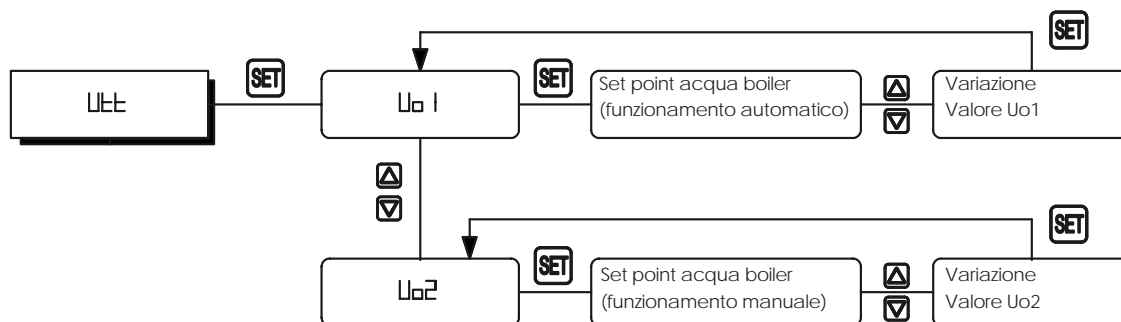 SET
Utt
SET
Uo1
SET
Set point acqua boiler
(funzionamento automatico)
Variazione
Valore Uo1
SET
Uo2
SET
Set point acqua boiler
(funzionamento manuale)
Variazione
Valore Uo2